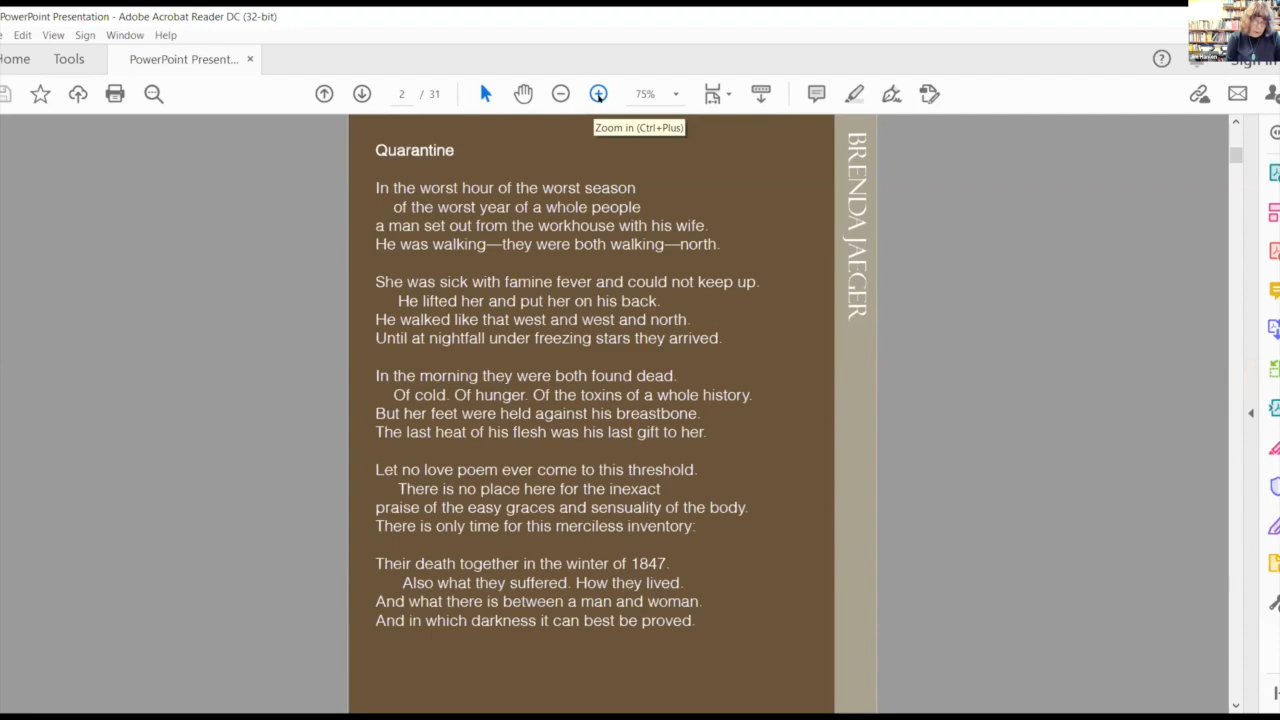 PowerPoint Presentation - Adobe Acrobat Reader DC (32-bit)
Edit View Sign Window Help
Tools PowerPoint Present... ×
2 / 31 75%
Zoom in (Ctrl+Plus)
Quarantine
In the worst hour of the worst season
of the worst year of a whole people
a man set out from the workhouse with his wife.
He was walking—they were both walking—north.
She was sick with famine fever and could not keep up.
He lifted her and put her on his back.
He walked like that west and west and north.
Until at nightfall under freezing stars they arrived.
In the morning they were both found dead.
Of cold. Of hunger. Of the toxins of a whole history.
But her feet were held against his breastbone.
The last heat of his flesh was his last gift to her.
Let no love poem ever come to this threshold.
There is no place here for the inexact
praise of the easy graces and sensuality of the body.
There is only time for this merciless inventory:
Their death together in the winter of 1847.
Also what they suffered. How they lived.
And what there is between a man and woman.
And in which darkness it can best be proved.
BRENDA JAEGER